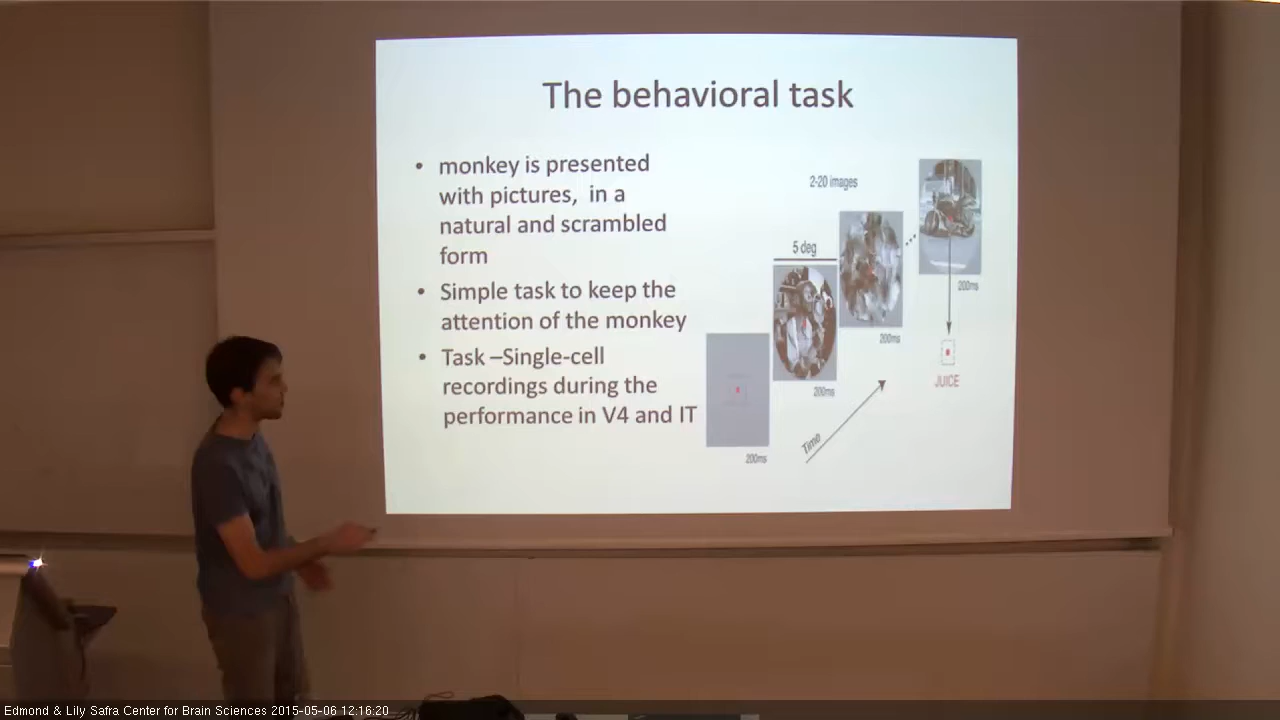 The behavioral task
• monkey is presented
with pictures, in a
natural and scrambled
form
• Simple task to keep the
attention of the monkey
• Task –Single-cell
recordings during the
performance in V4 and IT
2-20 images
5 deg
200ms
200ms
200ms
200ms
Time
JUICE
Edmond & Lily Safra Center for Brain Sciences 2015-05-06 12:16:20